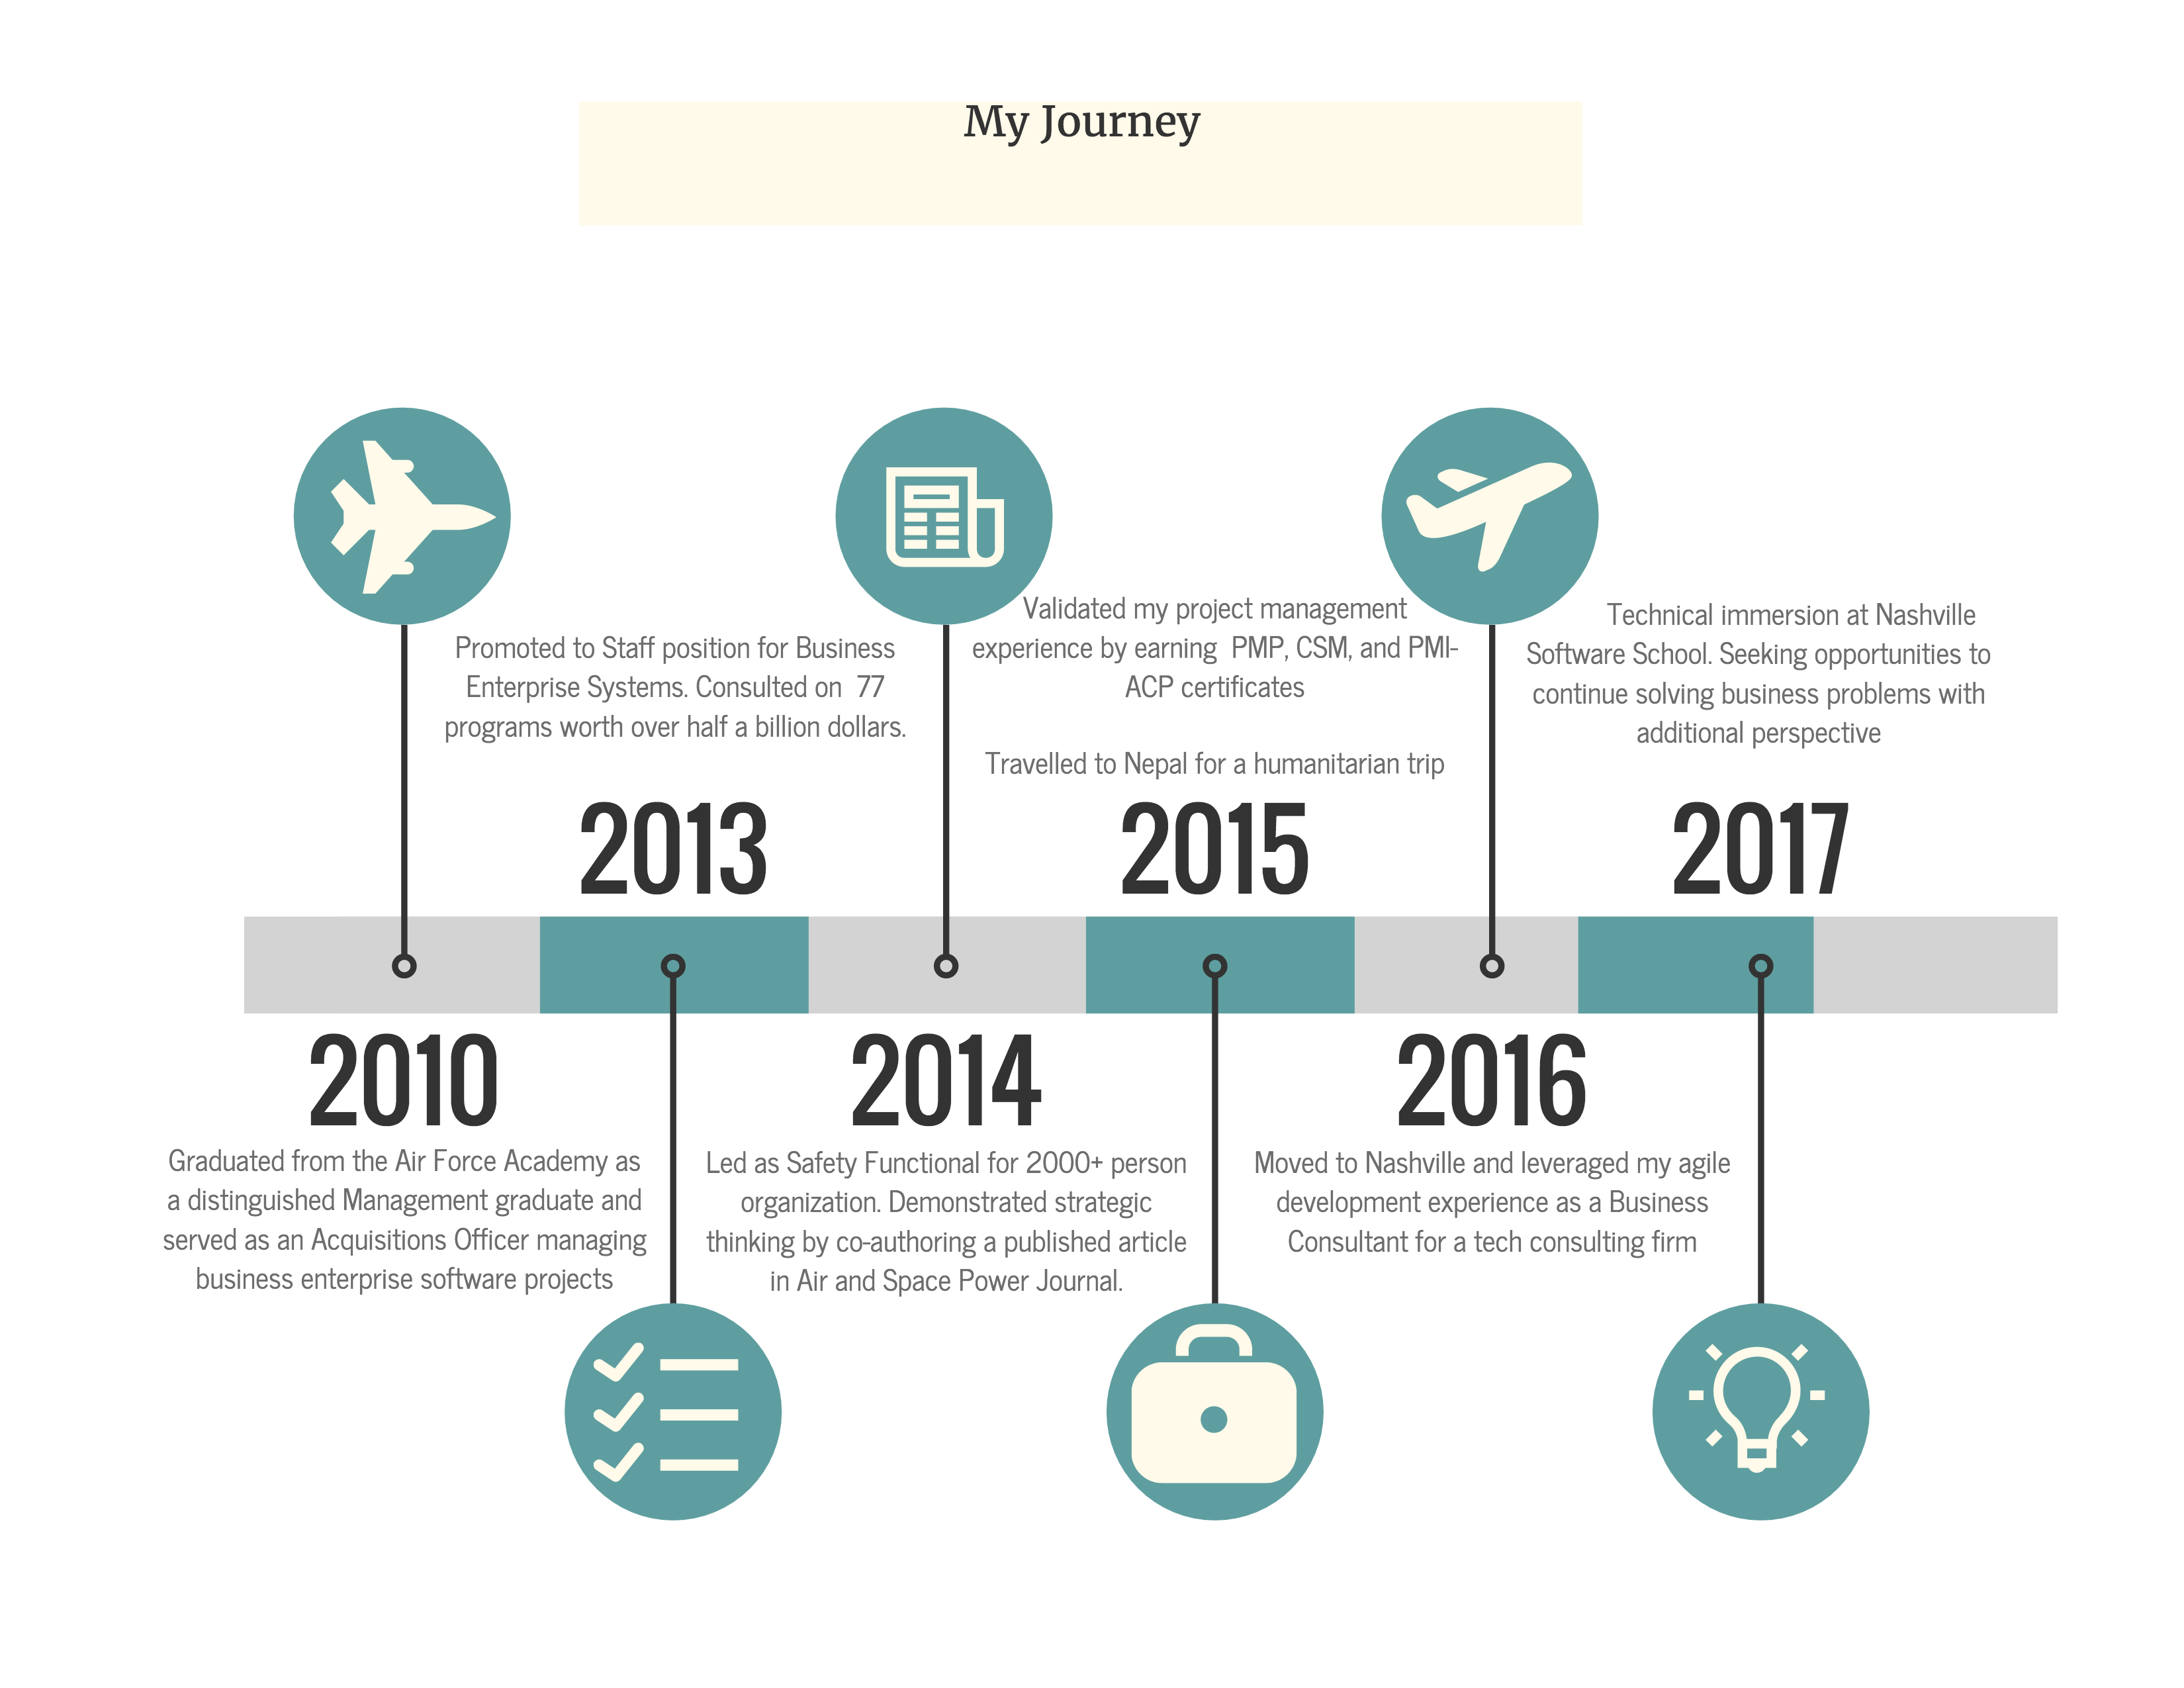 My Journey
Promoted to Staff position for Business
Enterprise Systems. Consulted on  77
programs worth over half a billion dollars.
2013
Validated my project management
experience by earning  PMP, CSM, and PMI-
ACP certificates
Travelled to Nepal for a humanitarian trip
2015
Technical immersion at Nashville
Software School. Seeking opportunities to
continue solving business problems with
additional perspective
2017
2010
Graduated from the Air Force Academy as
a distinguished Management graduate and
served as an Acquisitions Officer managing
business enterprise software projects
2014
Led as Safety Functional for 2000+ person
organization. Demonstrated strategic
thinking by co-authoring a published article
in Air and Space Power Journal.
2016
Moved to Nashville and leveraged my agile
development experience as a Business
Consultant for a tech consulting firm